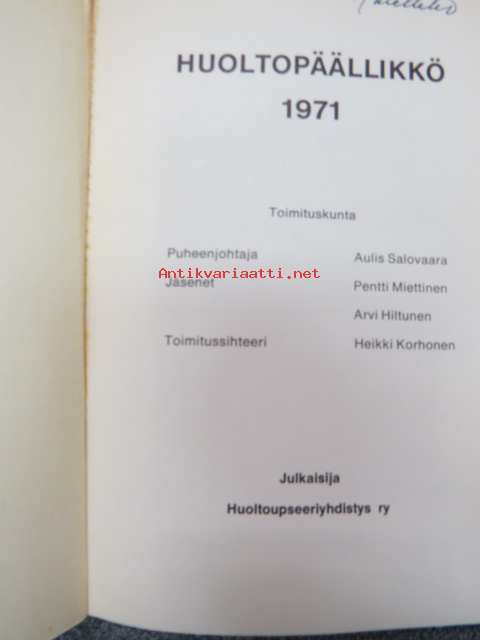 HUOLTOPÄÄLLIKKÖ
1971
Toimituskunta
Puheenjohtaja Aulis Salovaara
Antikvariaatti.net
Jäsenet Pentti Miettinen
Arvi Hiltunen
Toimitussihteeri Heikki Korhonen
Julkaisija
Huoltoupseeriyhdistys ry